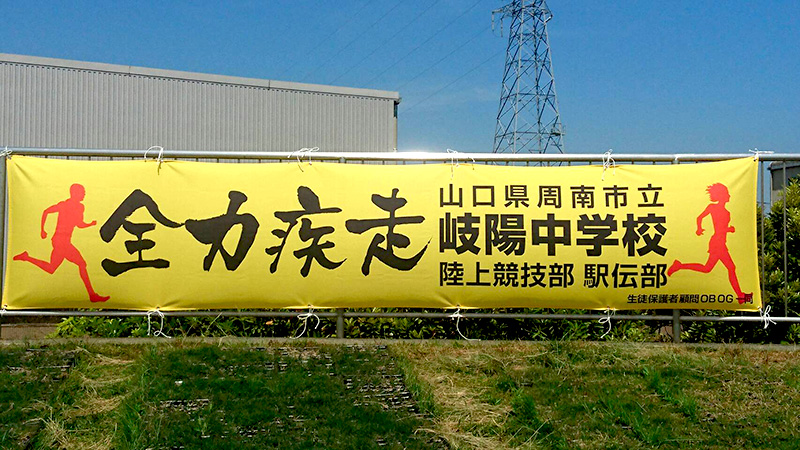 全力疾走
山口県周南市立
岐陽中学校
陸上競技部 駅伝部
生徒保護者顧問OBOG一同